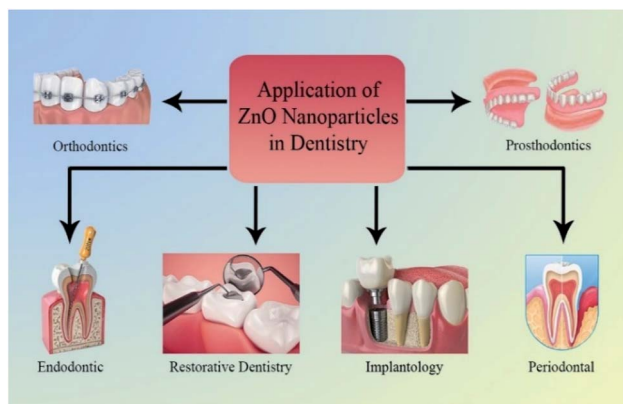 Application of
ZnO Nanoparticles
in Dentistry
Orthodontics
Prosthodontics
Endodontic
Restorative Dentistry
Implantology
Periodontal